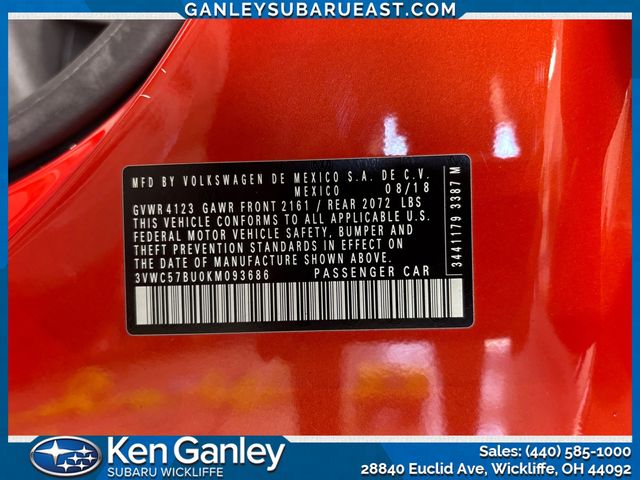 GANLEYSUBARUEAST.COM
MFD BY VOLKSWAGEN DE MEXICO S.A. DE C.V.
MEXICO 08/18
GVWR 4123 GAWR FRONT 2161 / REAR 2072 LBS
THIS VEHICLE CONFORMS TO ALL APPLICABLE U.S.
FEDERAL MOTOR VEHICLE SAFETY, BUMPER AND
THEFT PREVENTION STANDARDS IN EFFECT ON
THE DATE OF MANUFACTURE SHOWN ABOVE.
3VWC57BU0KM093686 PASSENGER CAR
3441 1179 3387 M
Ken Ganley
SUBARU WICKLIFFE
Sales: (440) 585-1000
28840 Euclid Ave, Wickliffe, OH 44092